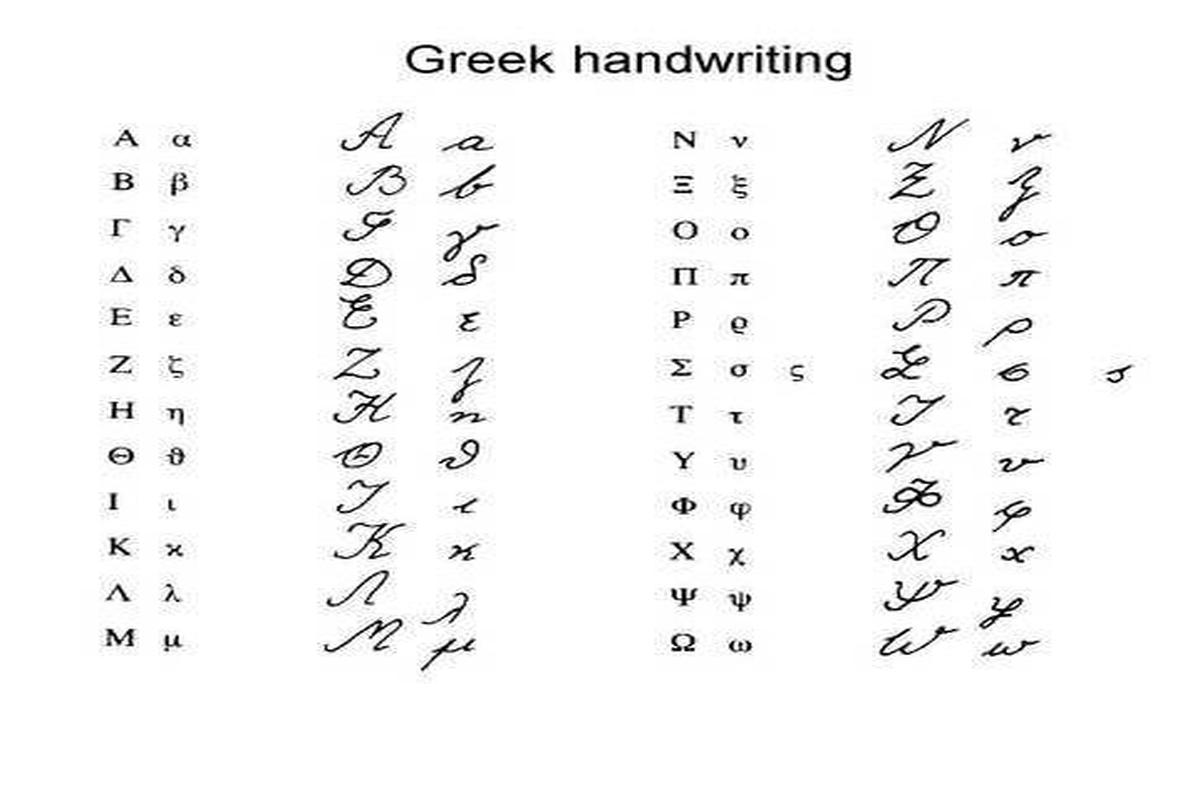 Greek handwriting
Α α Α α Ν ν Ν ν
Β β Β β Ξ ξ Ξ ξ
Γ γ Γ γ Ο ο Ο ο
Δ δ Δ δ Π π Π π
Ε ε Ε ε Ρ ϱ Ρ ρ
Ζ ζ Ζ ζ Σ σ ς Σ σ ς
Η η Η η Τ τ Τ τ
Θ ϑ Θ ϑ Υ υ Υ υ
Ι ι Ι ι Φ φ Φ φ
Κ ϰ Κ ϰ Χ χ Χ χ
Λ λ Λ λ Ψ ψ Ψ ψ
Μ μ Μ μ Ω ω Ω ω